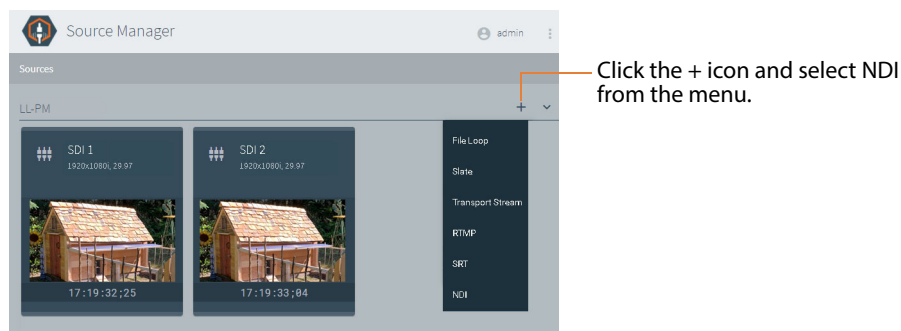 Source Manager
admin
Sources
LL-PM
+
SDI 1
1920x1080i, 29.97
17:19:32;25
SDI 2
1920x1080i, 29.97
17:19:33;04
File Loop
Slate
Transport Stream
RTMP
SRT
NDI
Click the + icon and select NDI
from the menu.